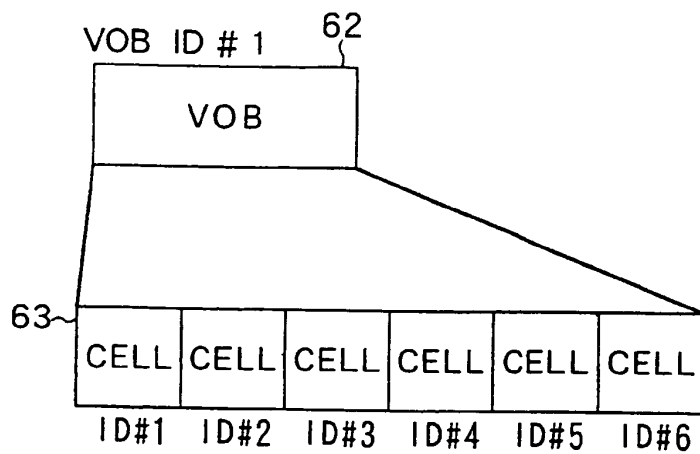 VOB ID # 1 62
VOB
63
CELL CELL CELL CELL CELL CELL
ID#1 ID#2 ID#3 ID#4 ID#5 ID#6